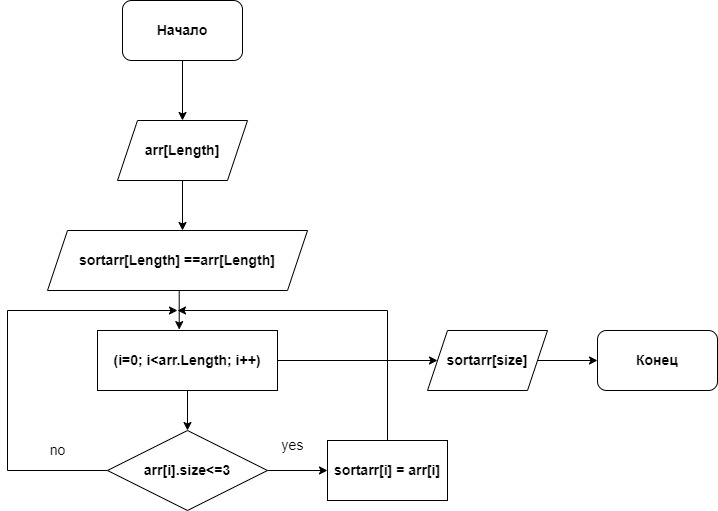 Начало
arr[Length]
sortarr[Length] ==arr[Length]
(i=0; i<arr.Length; i++)
sortarr[size]
Конец
no
arr[i].size<=3
yes
sortarr[i] = arr[i]